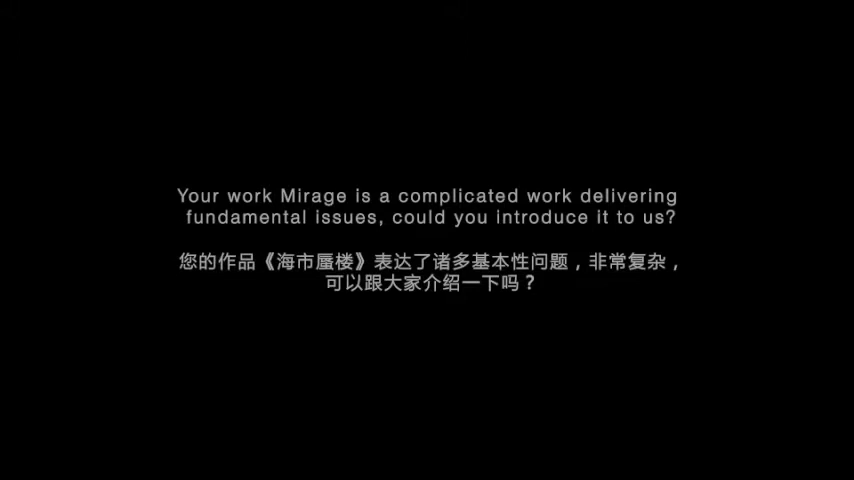 Your work Mirage is a complicated work delivering
fundamental issues, could you introduce it to us?
您的作品《海市蜃楼》表达了诸多基本性问题，非常复杂，
可以跟大家介绍一下吗？